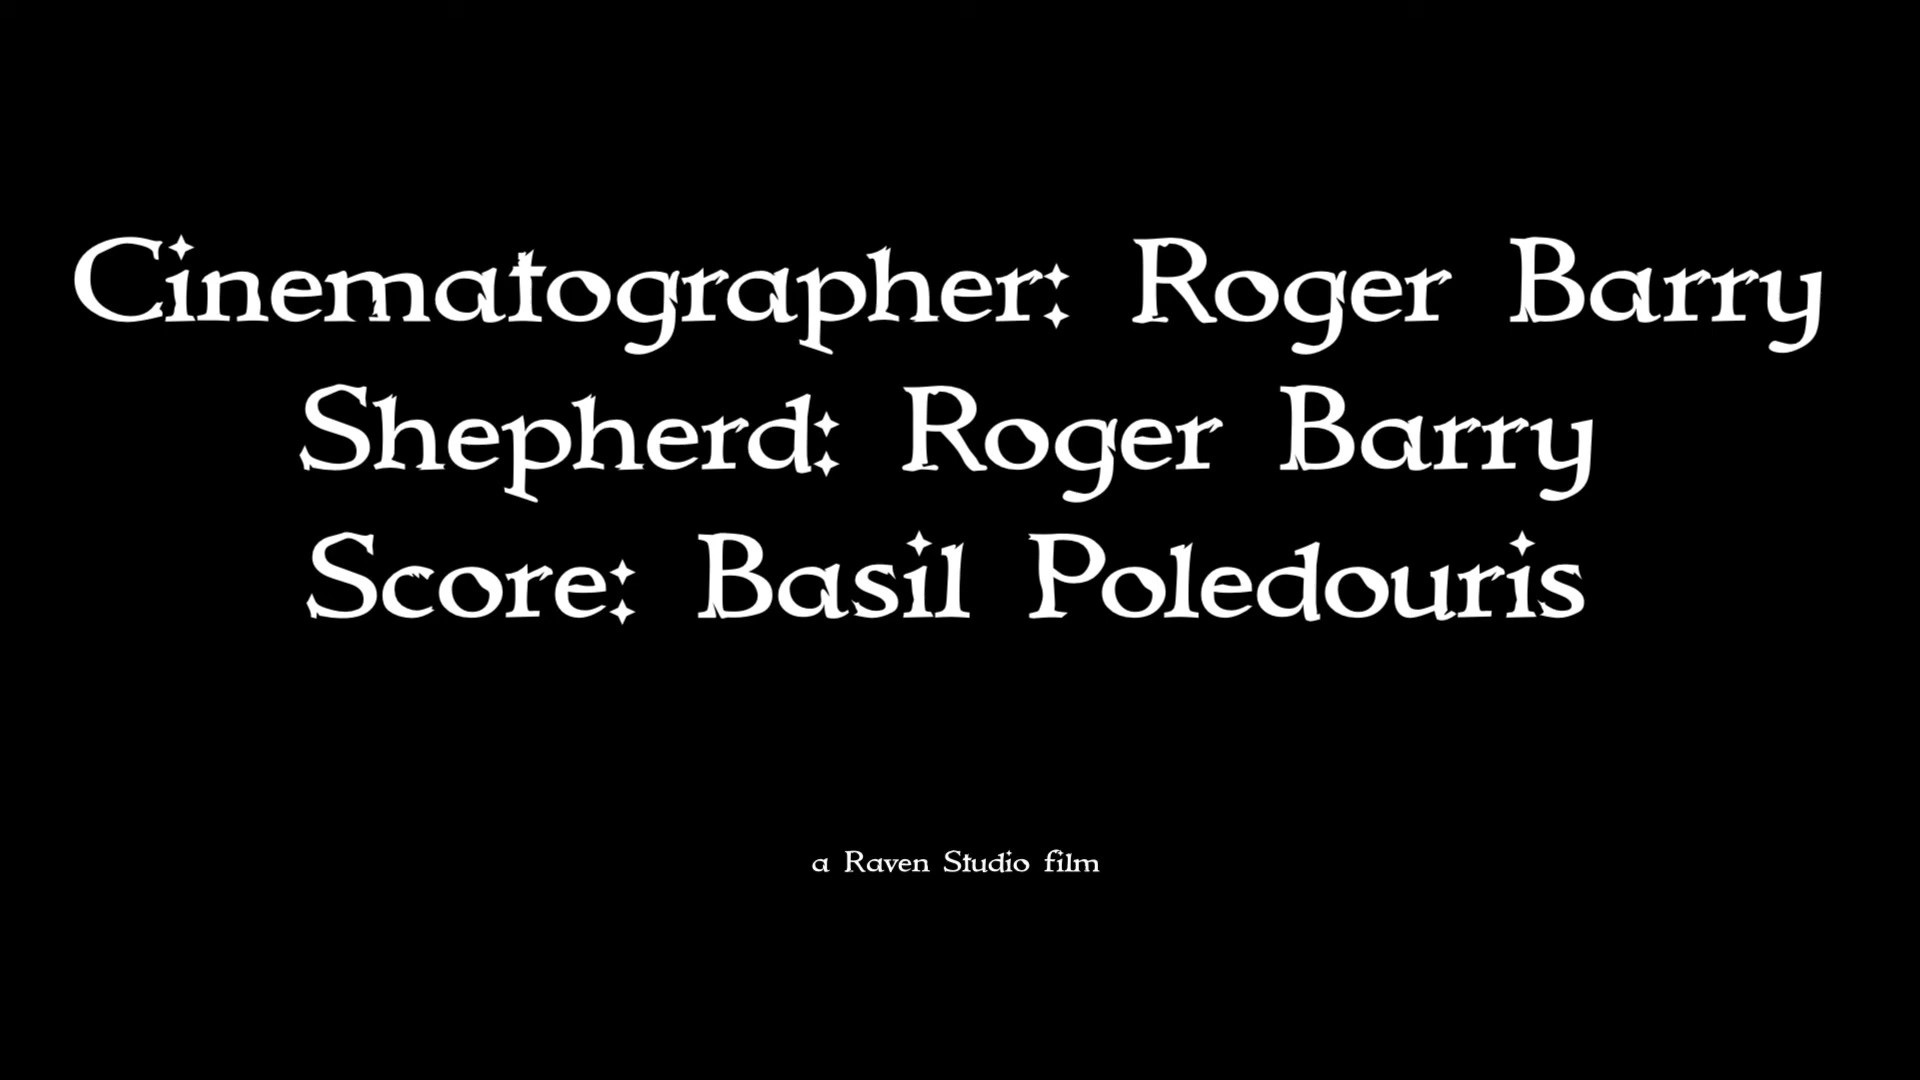 Cinematographer: Roger Barry
Shepherd: Roger Barry
Score: Basil Poledouris
a Raven Studio film